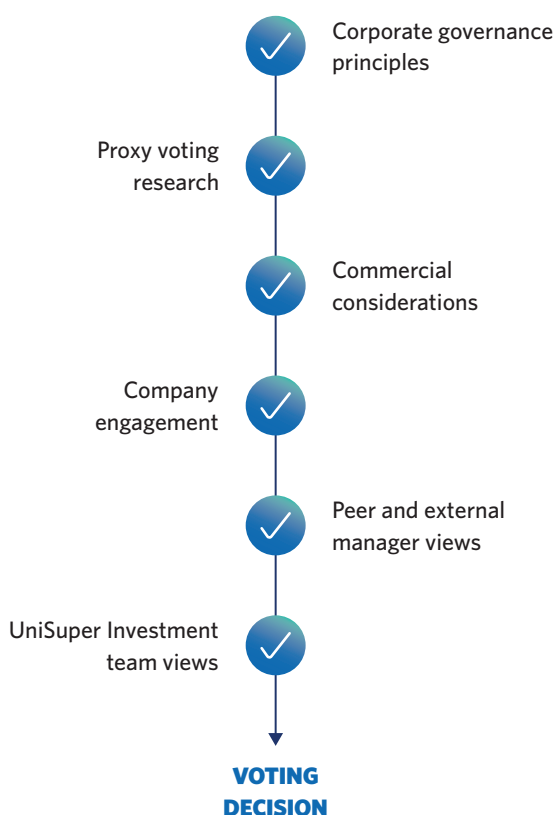 Corporate governance
principles
Proxy voting
research
Commercial
considerations
Company
engagement
Peer and external
manager views
UniSuper Investment
team views
VOTING
DECISION